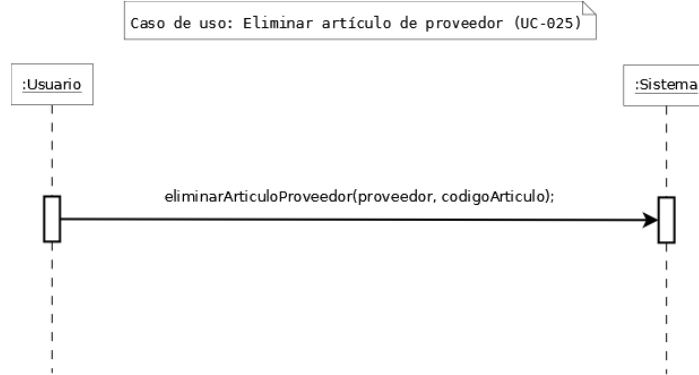 Caso de uso: Eliminar artículo de proveedor (UC-025)
:Usuario
:Sistema
eliminarArticuloProveedor(proveedor, codigoArticulo);